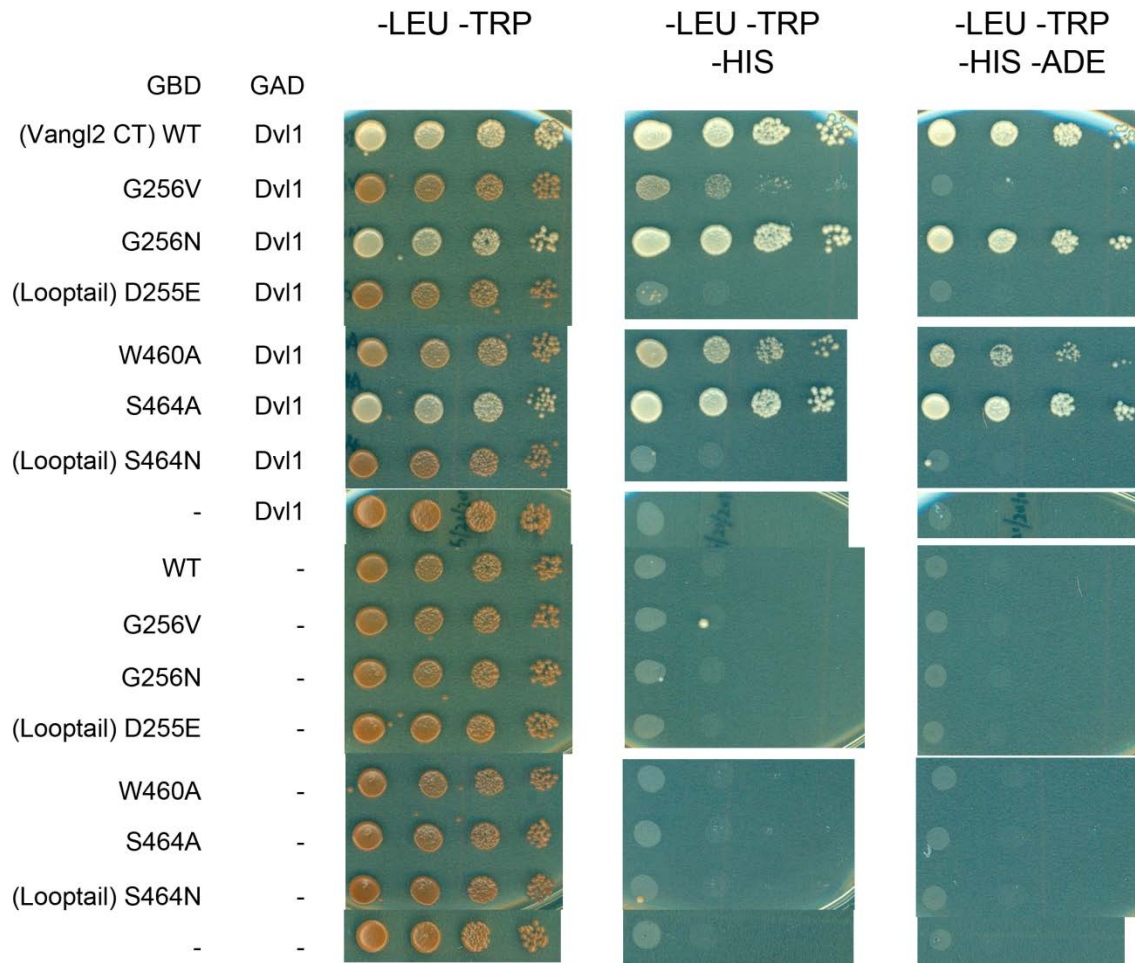 -LEU -TRP -LEU -TRP -HIS -LEU -TRP -HIS -ADE
GBD GAD
(Vangl2 CT) WT Dvl1
G256V Dvl1
G256N Dvl1
(Looptail) D255E Dvl1
W460A Dvl1
S464A Dvl1
(Looptail) S464N Dvl1
- Dvl1
WT -
G256V -
G256N -
(Looptail) D255E -
W460A -
S464A -
(Looptail) S464N -
- -